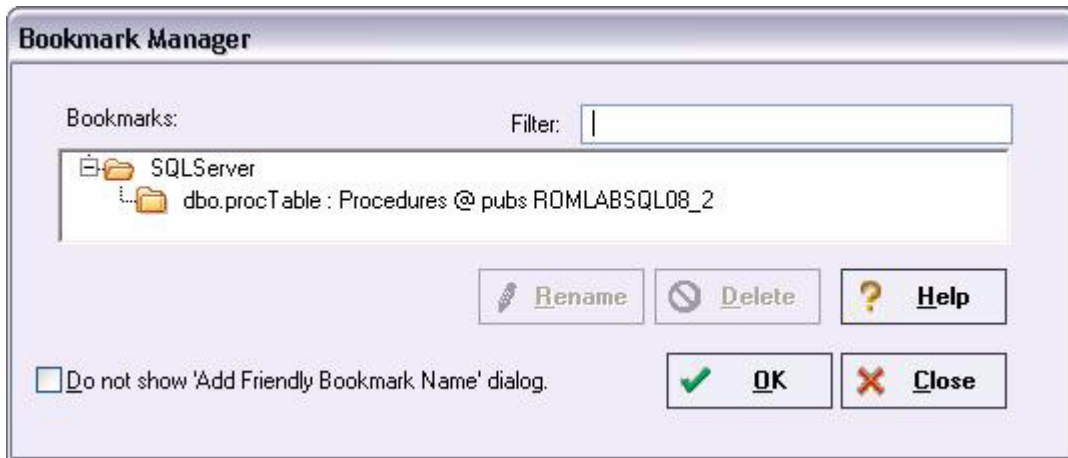 Bookmark Manager
Bookmarks:
Filter:
SQLServer
dbo.procTable : Procedures @ pubs ROMLABSQL08_2
Rename
Delete
Help
Do not show 'Add Friendly Bookmark Name' dialog.
OK
Close